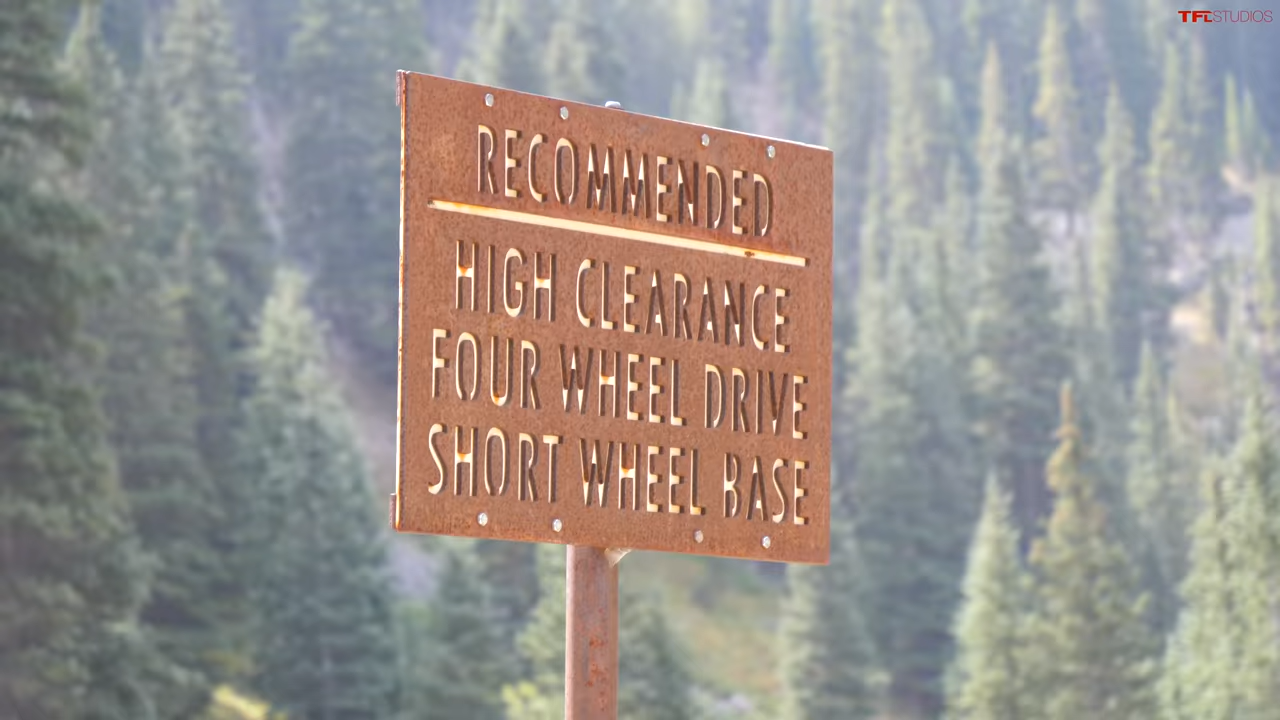 TFLSTUDIOS
RECOMMENDED
HIGH CLEARANCE
FOUR WHEEL DRIVE
SHORT WHEEL BASE